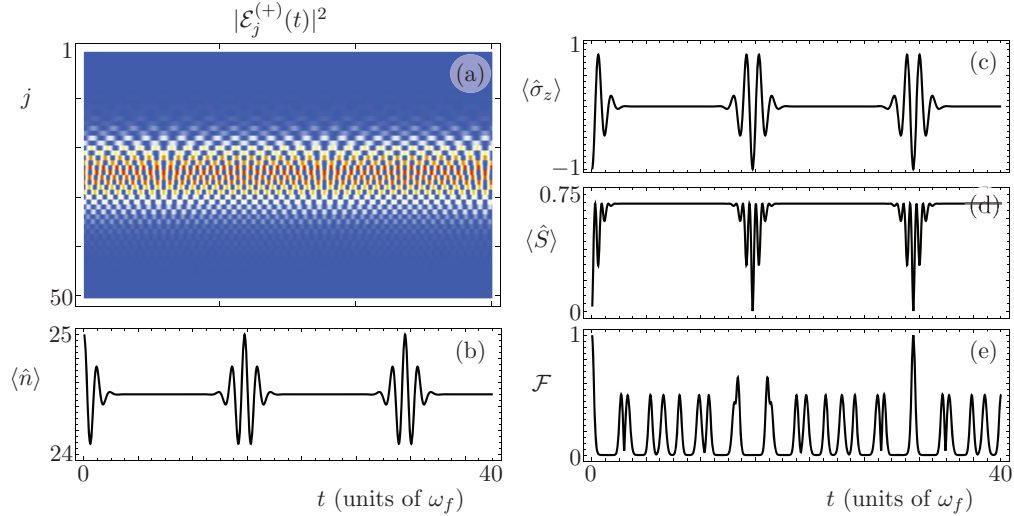 |ℰ_j^{(+)}(t)|^2
1
j
50
(a)
25
⟨n̂⟩
24
(b)
0
40
t (units of ω_f)
1
⟨σ̂_z⟩
−1
(c)
0.75
⟨Ŝ⟩
0
(d)
1
ℱ
0
(e)
0
40
t (units of ω_f)